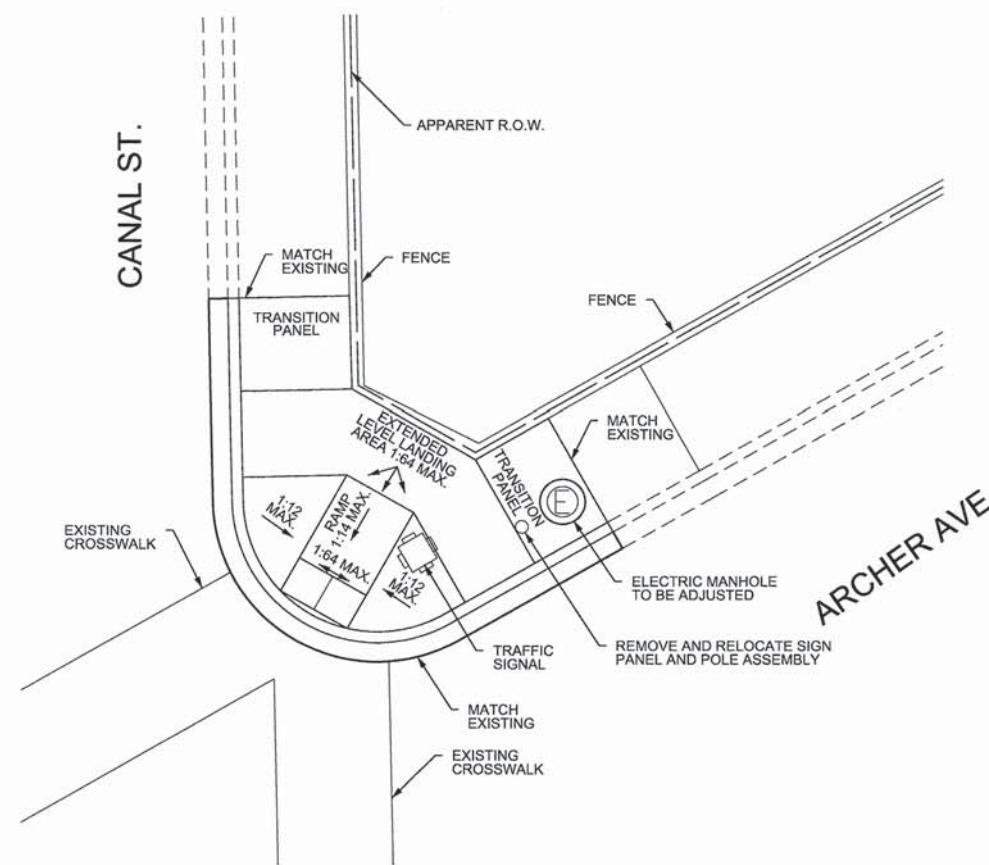 CANAL ST.
APPARENT R.O.W.
MATCH
EXISTING
FENCE
TRANSITION
PANEL
FENCE
EXTENDED
LEVEL LANDING
AREA 1:64 MAX.
MATCH
EXISTING
TRANSITION
PANEL
E
1:12
MAX.
RAMP
1:14 MAX.
1:64 MAX.
1:12
MAX.
EXISTING
CROSSWALK
ELECTRIC MANHOLE
TO BE ADJUSTED
ARCHER AVE
REMOVE AND RELOCATE SIGN
PANEL AND POLE ASSEMBLY
TRAFFIC
SIGNAL
MATCH
EXISTING
EXISTING
CROSSWALK